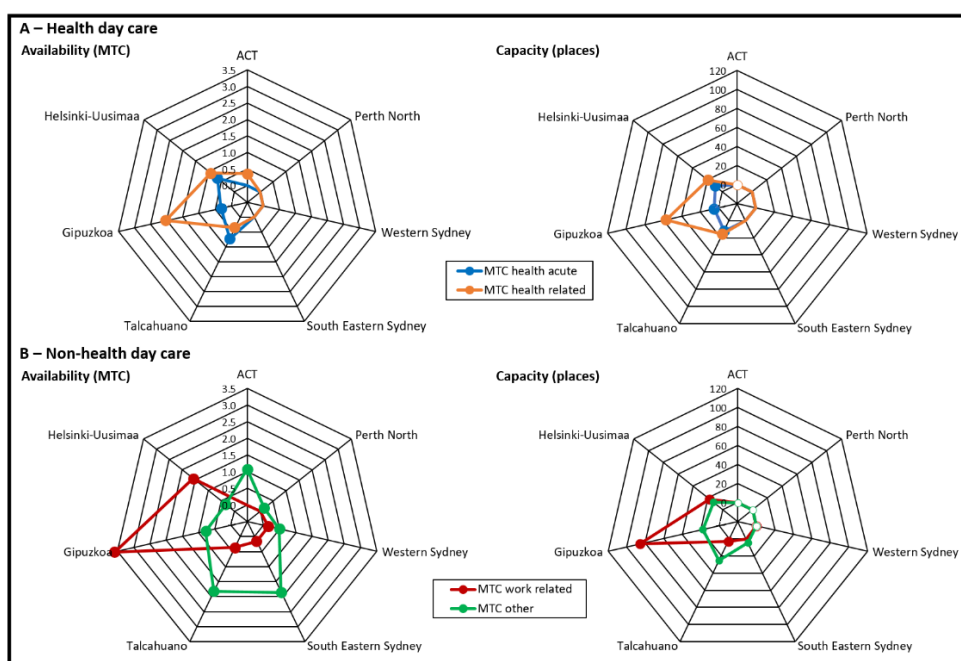 A – Health day care
Availability (MTC)
Capacity (places)
ACT
3.5
3.0
2.5
2.0
1.5
1.0
0.5
0.0
Perth North
Western Sydney
South Eastern Sydney
Talcahuano
Gipuzkoa
Helsinki-Uusimaa
ACT
120
100
80
60
40
20
0
Perth North
Western Sydney
South Eastern Sydney
Talcahuano
Gipuzkoa
Helsinki-Uusimaa
MTC health acute
MTC health related
B – Non-health day care
Availability (MTC)
Capacity (places)
ACT
3.5
3.0
2.5
2.0
1.5
1.0
0.5
0.0
Perth North
Western Sydney
South Eastern Sydney
Talcahuano
Gipuzkoa
Helsinki-Uusimaa
ACT
120
100
80
60
40
20
0
Perth North
Western Sydney
South Eastern Sydney
Talcahuano
Gipuzkoa
Helsinki-Uusimaa
MTC work related
MTC other